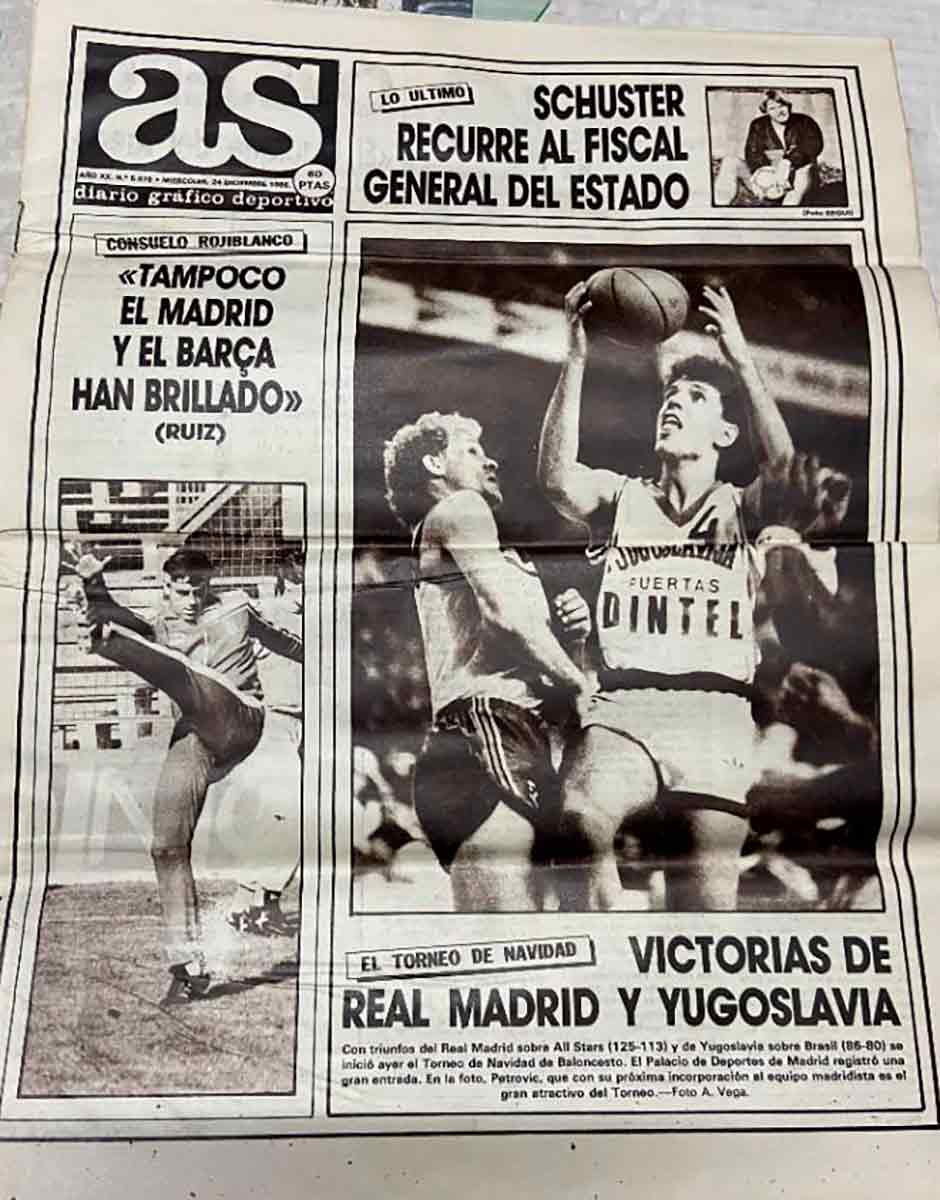 as
AÑO XX. N.º 5.979 • MIERCOLES, 24 DICIEMBRE 1986.
60
PTAS
diario gráfico deportivo
LO ULTIMO
SCHUSTER
RECURRE AL FISCAL
GENERAL DEL ESTADO
CONSUELO ROJIBLANCO
«TAMPOCO
EL MADRID
Y EL BARÇA
HAN BRILLADO»
(RUIZ)
4
YUGOSLAVIJA
PUERTAS
DINTEL
EL TORNEO DE NAVIDAD
VICTORIAS DE
REAL MADRID Y YUGOSLAVIA
Con triunfos del Real Madrid sobre All Stars (125-113) y de Yugoslavia sobre Brasil (86-80) se
inició ayer el Torneo de Navidad de Baloncesto. El Palacio de Deportes de Madrid registró una
gran entrada. En la foto, Petrovic, que con su próxima incorporación al equipo madridista es el
gran atractivo del Torneo.—Foto A. Vega.